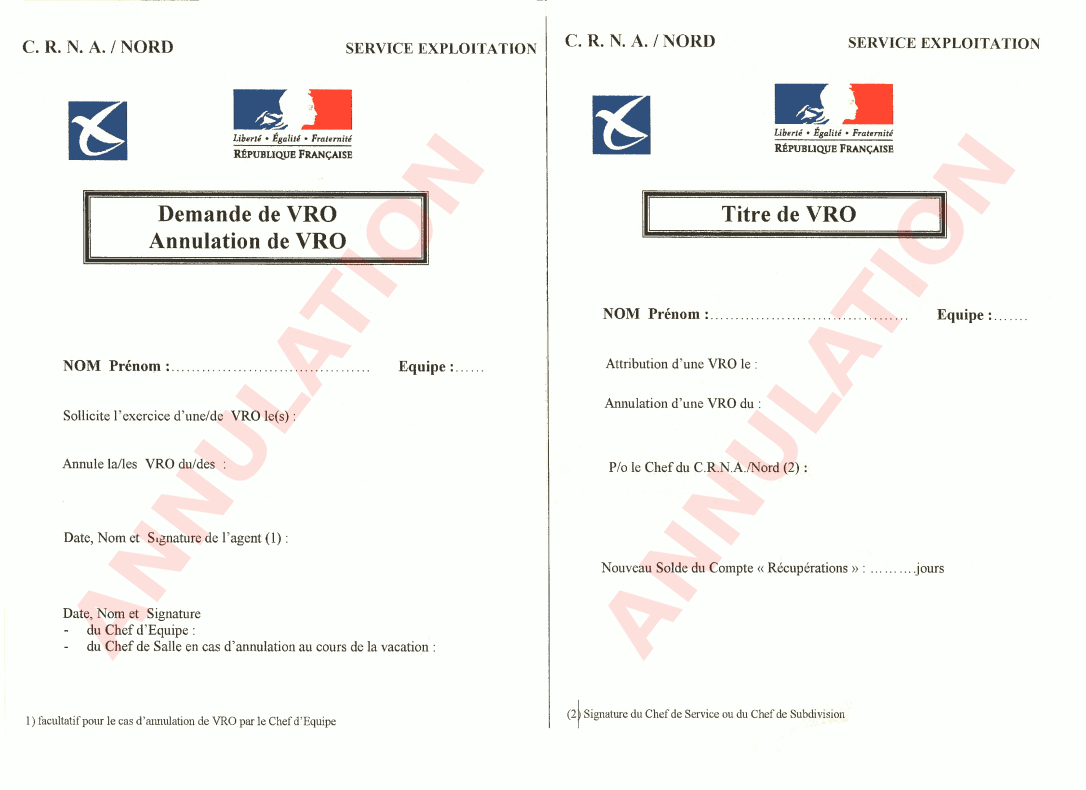 C. R. N. A. / NORD
SERVICE EXPLOITATION
Liberté • Égalité • Fraternité
RÉPUBLIQUE FRANÇAISE
Demande de VRO
Annulation de VRO
NOM Prénom :......................................
Equipe :......
Sollicite l'exercice d'une/de VRO le(s) :
Annule la/les VRO du/des :
Date, Nom et Signature de l'agent (1) :
Date, Nom et Signature
- du Chef d'Equipe :
- du Chef de Salle en cas d'annulation au cours de la vacation :
1) facultatif pour le cas d'annulation de VRO par le Chef d'Equipe
ANNULATION
C. R. N. A. / NORD
SERVICE EXPLOITATION
Liberté • Égalité • Fraternité
RÉPUBLIQUE FRANÇAISE
Titre de VRO
NOM Prénom :......................................
Equipe :.......
Attribution d'une VRO le :
Annulation d'une VRO du :
P/o le Chef du C.R.N.A./Nord (2) :
Nouveau Solde du Compte « Récupérations » : ..........jours
(2) Signature du Chef de Service ou du Chef de Subdivision
ANNULATION